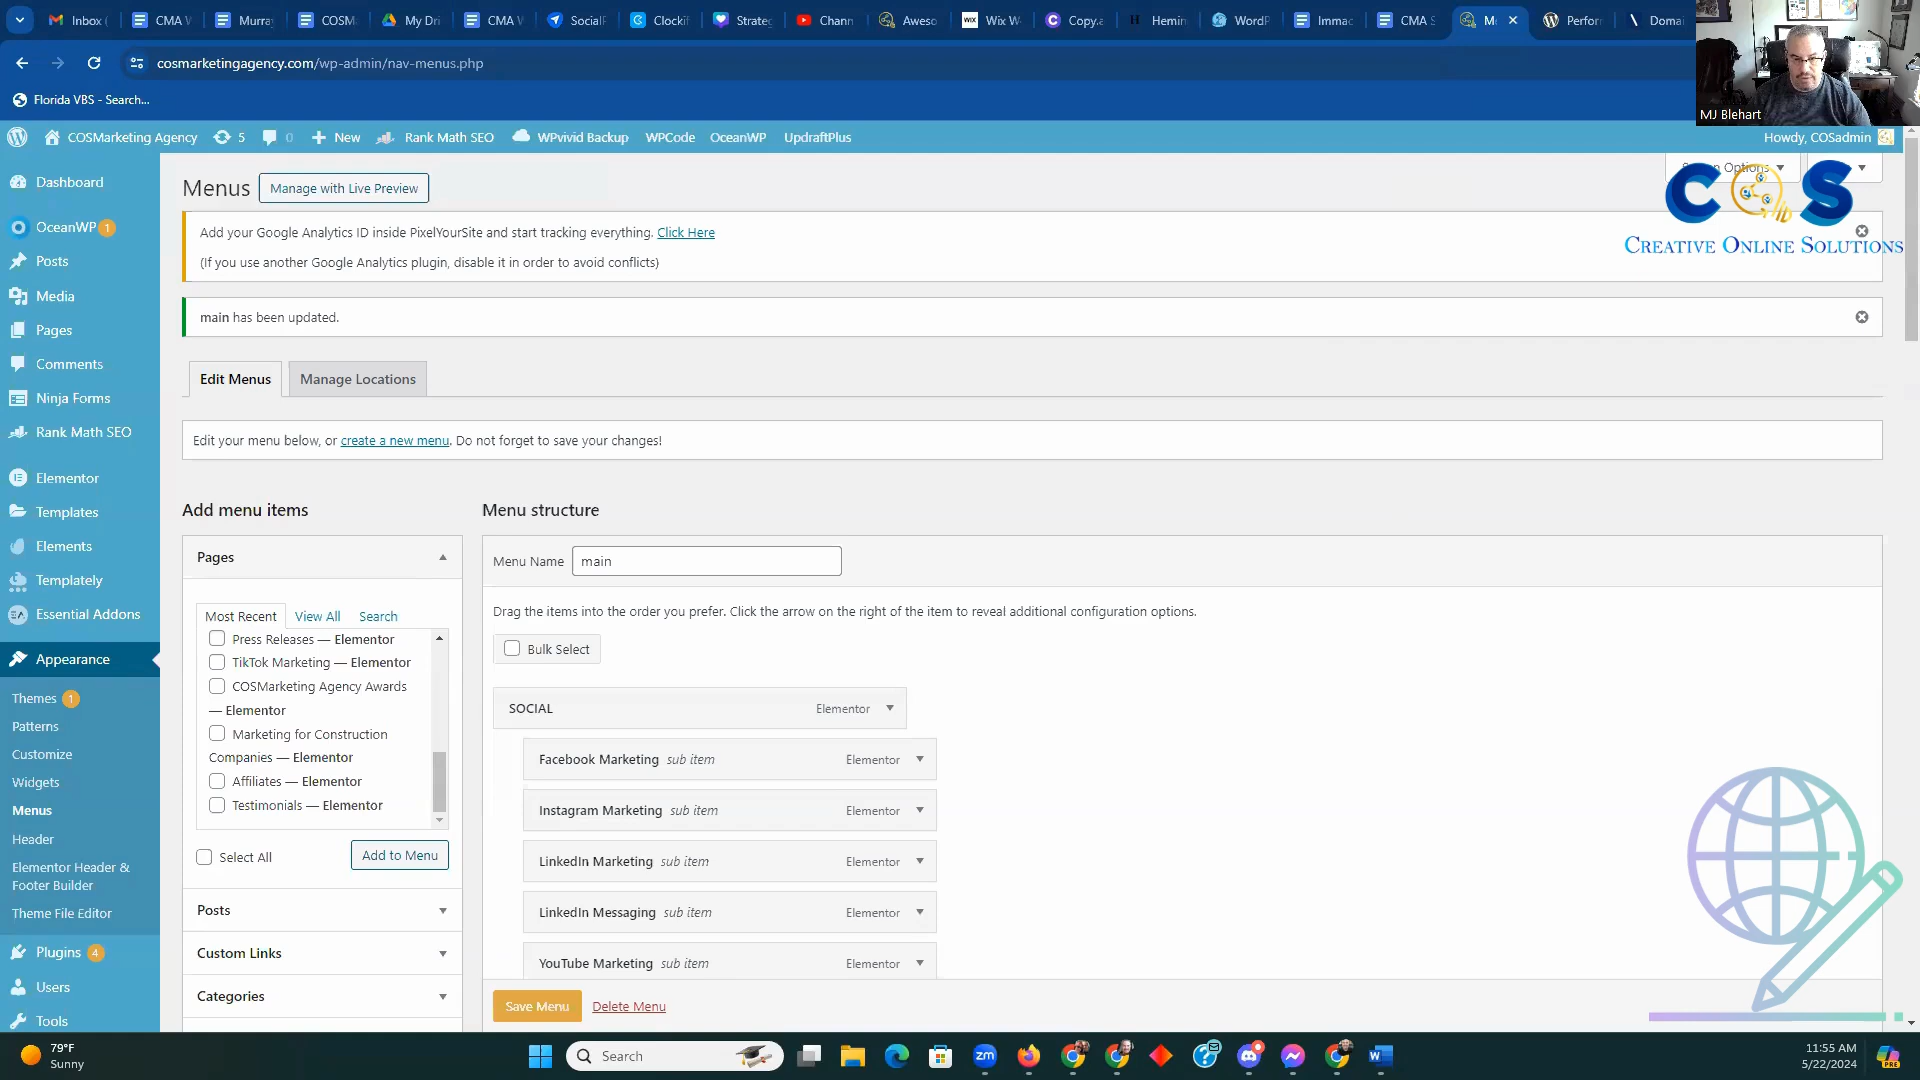 Inbox (
CMA W
Murray
COSM
My Dri
CMA W
SocialP
Clockif
Strateg
Chann
Aweso
Wix W
Copy.a
Hemin
WordP
Immac
CMA S
Perfor
Domai
cosmarketingagency.com/wp-admin/nav-menus.php
Florida VBS - Search...
MJ Blehart
COSMarketing Agency
5
0
New
Rank Math SEO
WPvivid Backup
WPCode
OceanWP
UpdraftPlus
Howdy, COSadmin
Dashboard
OceanWP 1
Posts
Media
Pages
Comments
Ninja Forms
Rank Math SEO
Elementor
Templates
Elements
Templately
Essential Addons
Appearance
Themes 1
Patterns
Customize
Widgets
Menus
Header
Elementor Header &
Footer Builder
Theme File Editor
Plugins 4
Users
Tools
Menus
Manage with Live Preview
Options
COS
CREATIVE ONLINE SOLUTIONS
Add your Google Analytics ID inside PixelYourSite and start tracking everything. Click Here
(If you use another Google Analytics plugin, disable it in order to avoid conflicts)
main has been updated.
Edit Menus
Manage Locations
Edit your menu below, or create a new menu. Do not forget to save your changes!
Add menu items
Pages
Most Recent
View All
Search
Press Releases — Elementor
TikTok Marketing — Elementor
COSMarketing Agency Awards
— Elementor
Marketing for Construction
Companies — Elementor
Affiliates — Elementor
Testimonials — Elementor
Select All
Add to Menu
Posts
Custom Links
Categories
Menu structure
Menu Name
main
Drag the items into the order you prefer. Click the arrow on the right of the item to reveal additional configuration options.
Bulk Select
SOCIAL Elementor
Facebook Marketing sub item Elementor
Instagram Marketing sub item Elementor
LinkedIn Marketing sub item Elementor
LinkedIn Messaging sub item Elementor
YouTube Marketing sub item Elementor
Save Menu
Delete Menu
79°F
Sunny
Search
11:55 AM
5/22/2024